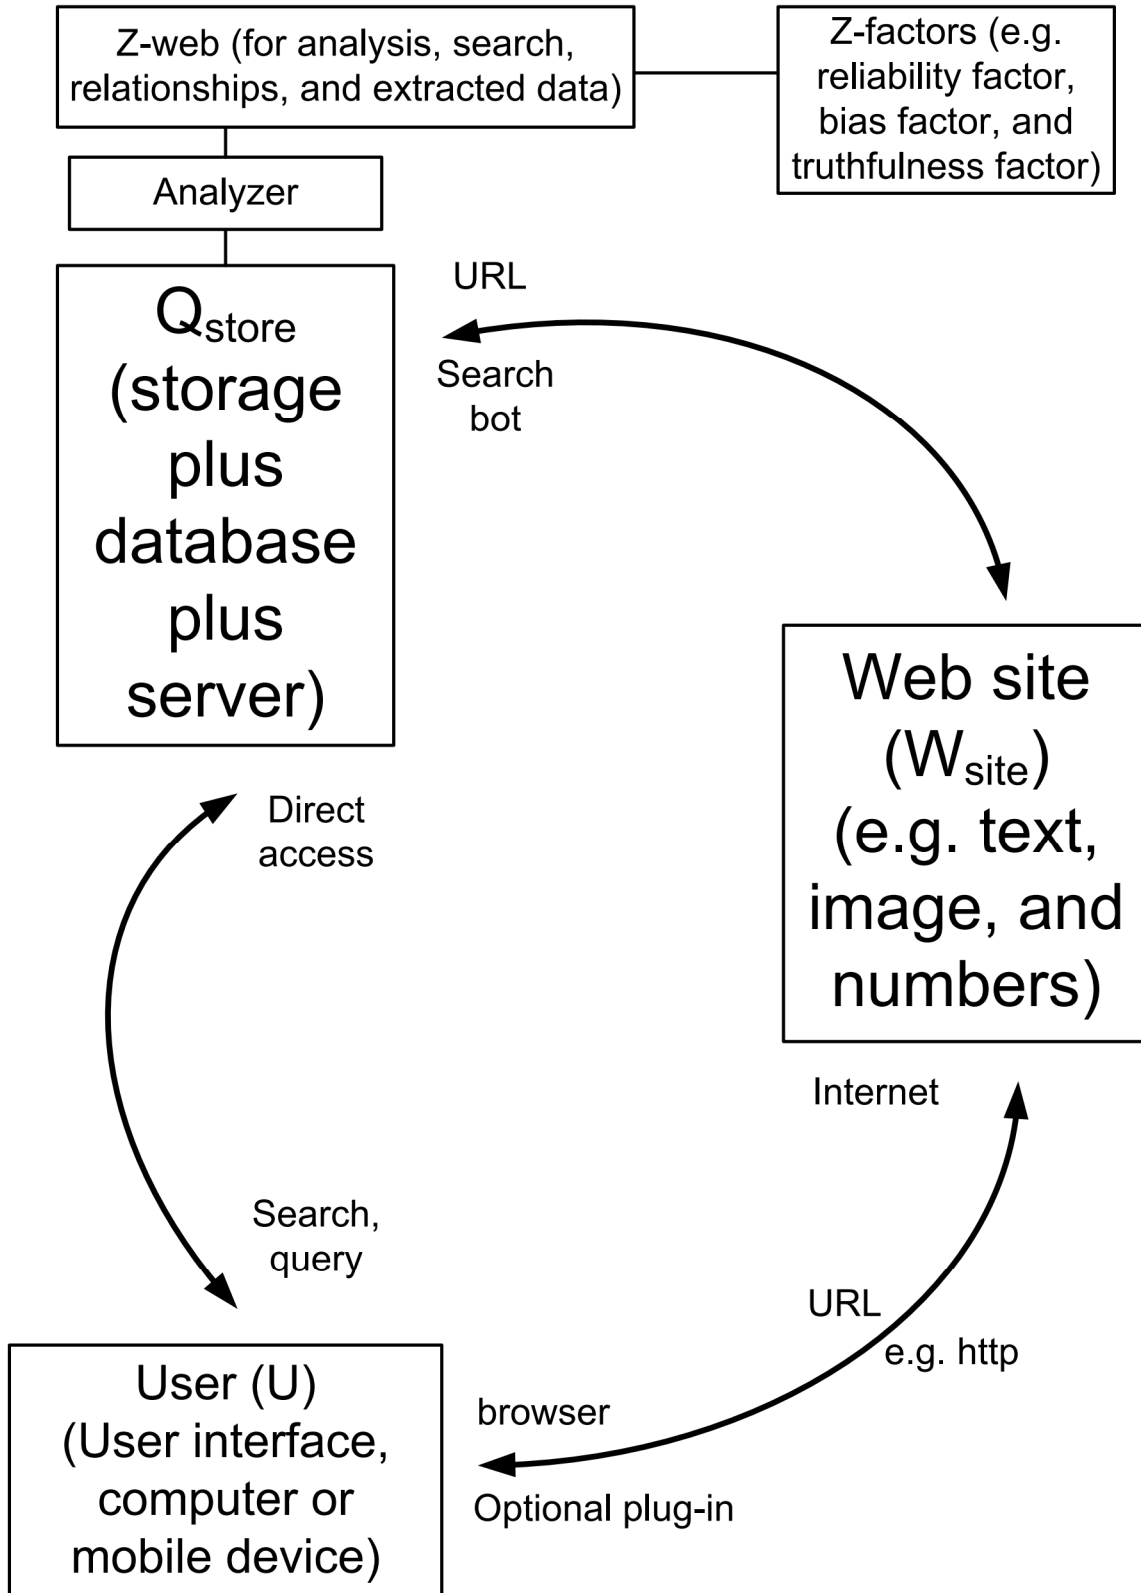 Z-web (for analysis, search,
relationships, and extracted data)
Z-factors (e.g.
reliability factor,
bias factor, and
truthfulness factor)
Analyzer
Qstore
(storage
plus
database
plus
server)
URL
Search
bot
Web site
(Wsite)
(e.g. text,
image, and
numbers)
Direct
access
Internet
Search,
query
URL
e.g. http
browser
Optional plug-in
User (U)
(User interface,
computer or
mobile device)